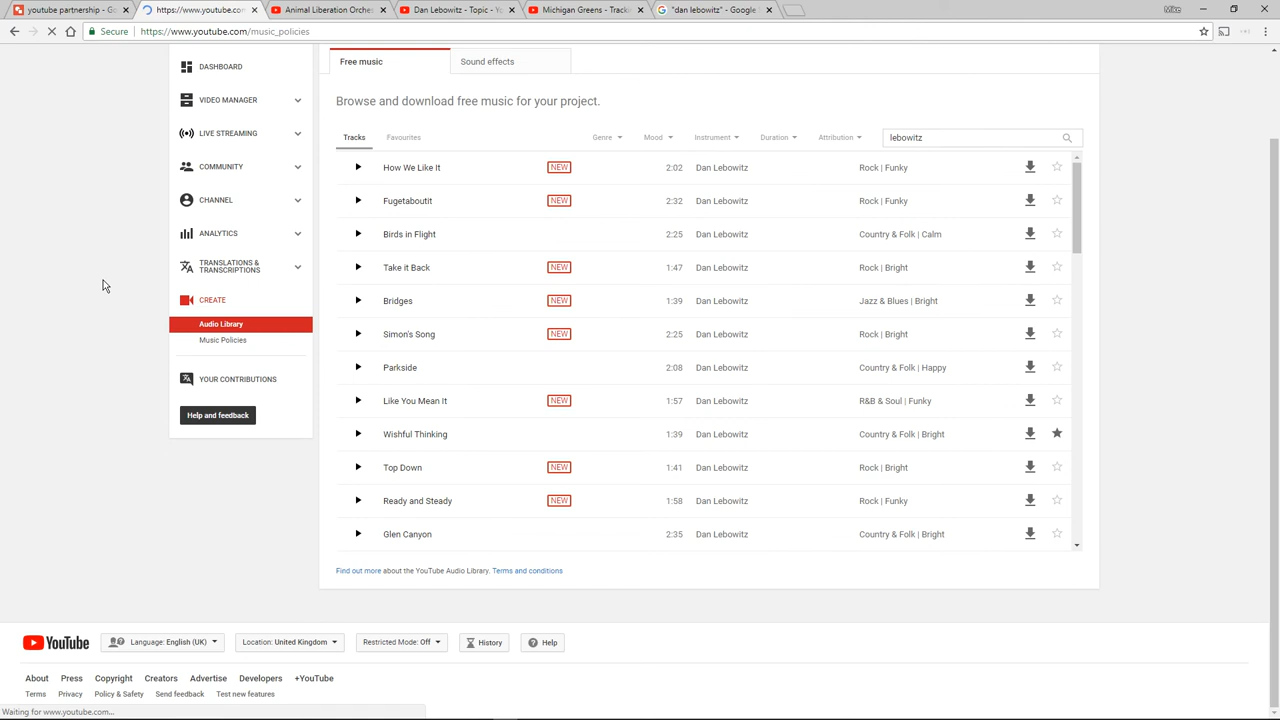 youtube partnership - Go
https://www.youtube.com
Animal Liberation Orches
Dan Lebowitz - Topic - Yo
Michigan Greens - Trackin
"dan lebowitz" - Google S
Secure https://www.youtube.com/music_policies
DASHBOARD
VIDEO MANAGER
LIVE STREAMING
COMMUNITY
CHANNEL
ANALYTICS
TRANSLATIONS &
TRANSCRIPTIONS
CREATE
Audio Library
Music Policies
YOUR CONTRIBUTIONS
Help and feedback
Free music Sound effects
Browse and download free music for your project.
Tracks Favourites Genre Mood Instrument Duration Attribution lebowitz
How We Like It NEW 2:02 Dan Lebowitz Rock | Funky
Fugetaboutit NEW 2:32 Dan Lebowitz Rock | Funky
Birds in Flight 2:25 Dan Lebowitz Country & Folk | Calm
Take it Back NEW 1:47 Dan Lebowitz Rock | Bright
Bridges NEW 1:39 Dan Lebowitz Jazz & Blues | Bright
Simon's Song NEW 2:25 Dan Lebowitz Rock | Bright
Parkside 2:08 Dan Lebowitz Country & Folk | Happy
Like You Mean It NEW 1:57 Dan Lebowitz R&B & Soul | Funky
Wishful Thinking 1:39 Dan Lebowitz Country & Folk | Bright
Top Down NEW 1:41 Dan Lebowitz Rock | Bright
Ready and Steady NEW 1:58 Dan Lebowitz Rock | Funky
Glen Canyon 2:35 Dan Lebowitz Country & Folk | Bright
Find out more about the YouTube Audio Library. Terms and conditions
YouTube Language: English (UK) Location: United Kingdom Restricted Mode: Off History Help
About Press Copyright Creators Advertise Developers +YouTube
Terms Privacy Policy & Safety Send feedback Test new features
Waiting for www.youtube.com...